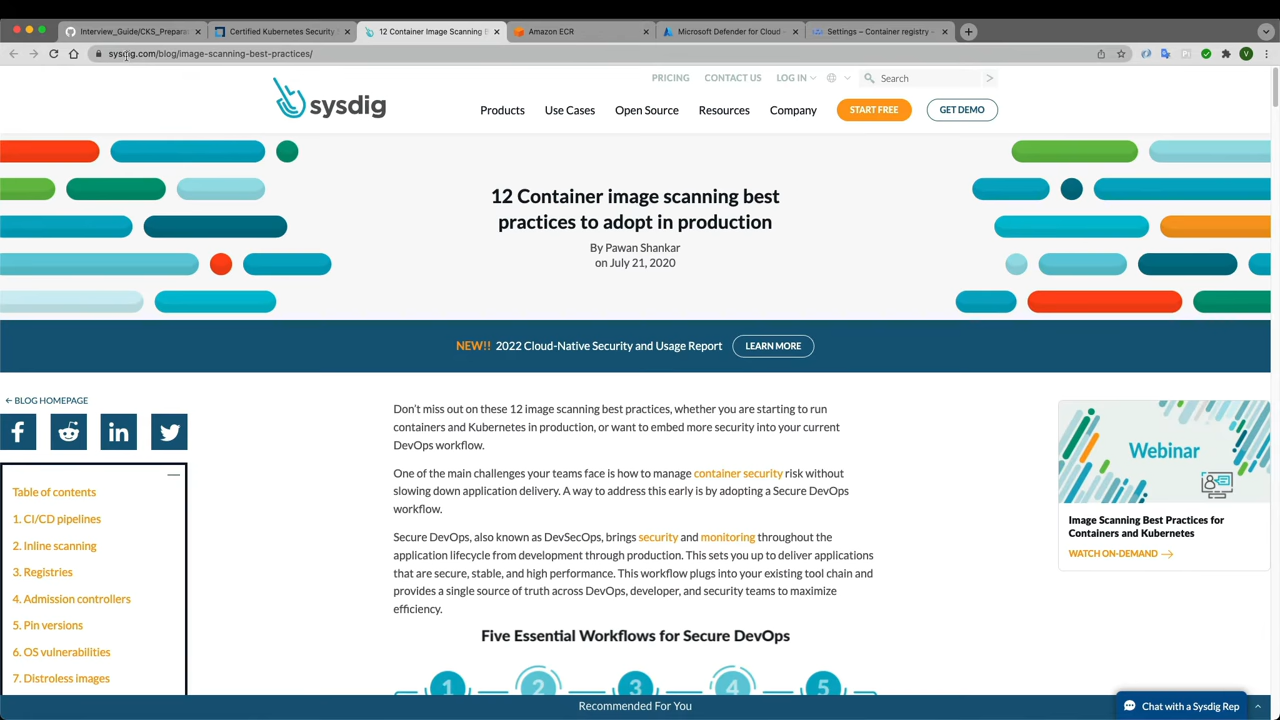 Interview_Guide/CKS_Prepara
Certified Kubernetes Security
12 Container Image Scanning B
Amazon ECR
Microsoft Defender for Cloud -
Settings – Container registry -
sysdig.com/blog/image-scanning-best-practices/
V
PRICING
CONTACT US
LOG IN
Search
sysdig
Products
Use Cases
Open Source
Resources
Company
START FREE
GET DEMO
12 Container image scanning best
practices to adopt in production
By Pawan Shankar
on July 21, 2020
NEW!! 2022 Cloud-Native Security and Usage Report
LEARN MORE
← BLOG HOMEPAGE
Table of contents
1. CI/CD pipelines
2. Inline scanning
3. Registries
4. Admission controllers
5. Pin versions
6. OS vulnerabilities
7. Distroless images
Don't miss out on these 12 image scanning best practices, whether you are starting to run
containers and Kubernetes in production, or want to embed more security into your current
DevOps workflow.
One of the main challenges your teams face is how to manage container security risk without
slowing down application delivery. A way to address this early is by adopting a Secure DevOps
workflow.
Secure DevOps, also known as DevSecOps, brings security and monitoring throughout the
application lifecycle from development through production. This sets you up to deliver applications
that are secure, stable, and high performance. This workflow plugs into your existing tool chain and
provides a single source of truth across DevOps, developer, and security teams to maximize
efficiency.
Five Essential Workflows for Secure DevOps
1
2
3
4
5
Webinar
Image Scanning Best Practices for
Containers and Kubernetes
WATCH ON-DEMAND →
Recommended For You
Chat with a Sysdig Rep